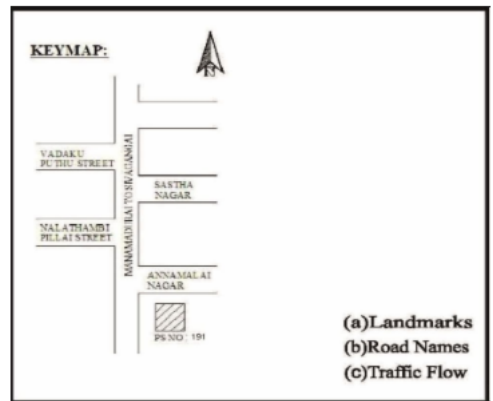 KEYMAP:
VADAKU
PUTHU STREET
MANAMADURAI TO SIVAGANGAI
SASTHA
NAGAR
NALATHAMBI
PILLAI STREET
ANNAMALAI
NAGAR
PS NO: 191
(a)Landmarks
(b)Road Names
(c)Traffic Flow